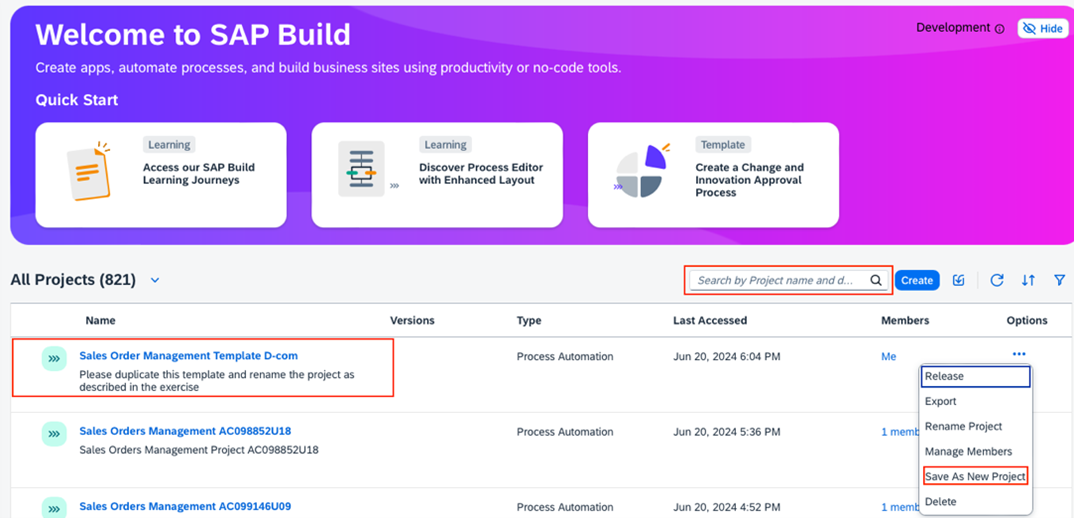 Welcome to SAP Build
Development
Hide
Create apps, automate processes, and build business sites using productivity or no-code tools.
Quick Start
Learning
Access our SAP Build
Learning Journeys
Learning
Discover Process Editor
with Enhanced Layout
Template
Create a Change and
Innovation Approval
Process
All Projects (821)
Search by Project name and d...
Create
Name Versions Type Last Accessed Members Options
Sales Order Management Template D-com Process Automation Jun 20, 2024 6:04 PM Me
Please duplicate this template and rename the project as
described in the exercise
Release
Export
Rename Project
Manage Members
Save As New Project
Delete
Sales Orders Management AC098852U18 Process Automation Jun 20, 2024 5:36 PM 1 memb
Sales Orders Management Project AC098852U18
Sales Orders Management AC099146U09 Process Automation Jun 20, 2024 4:52 PM 1 memb